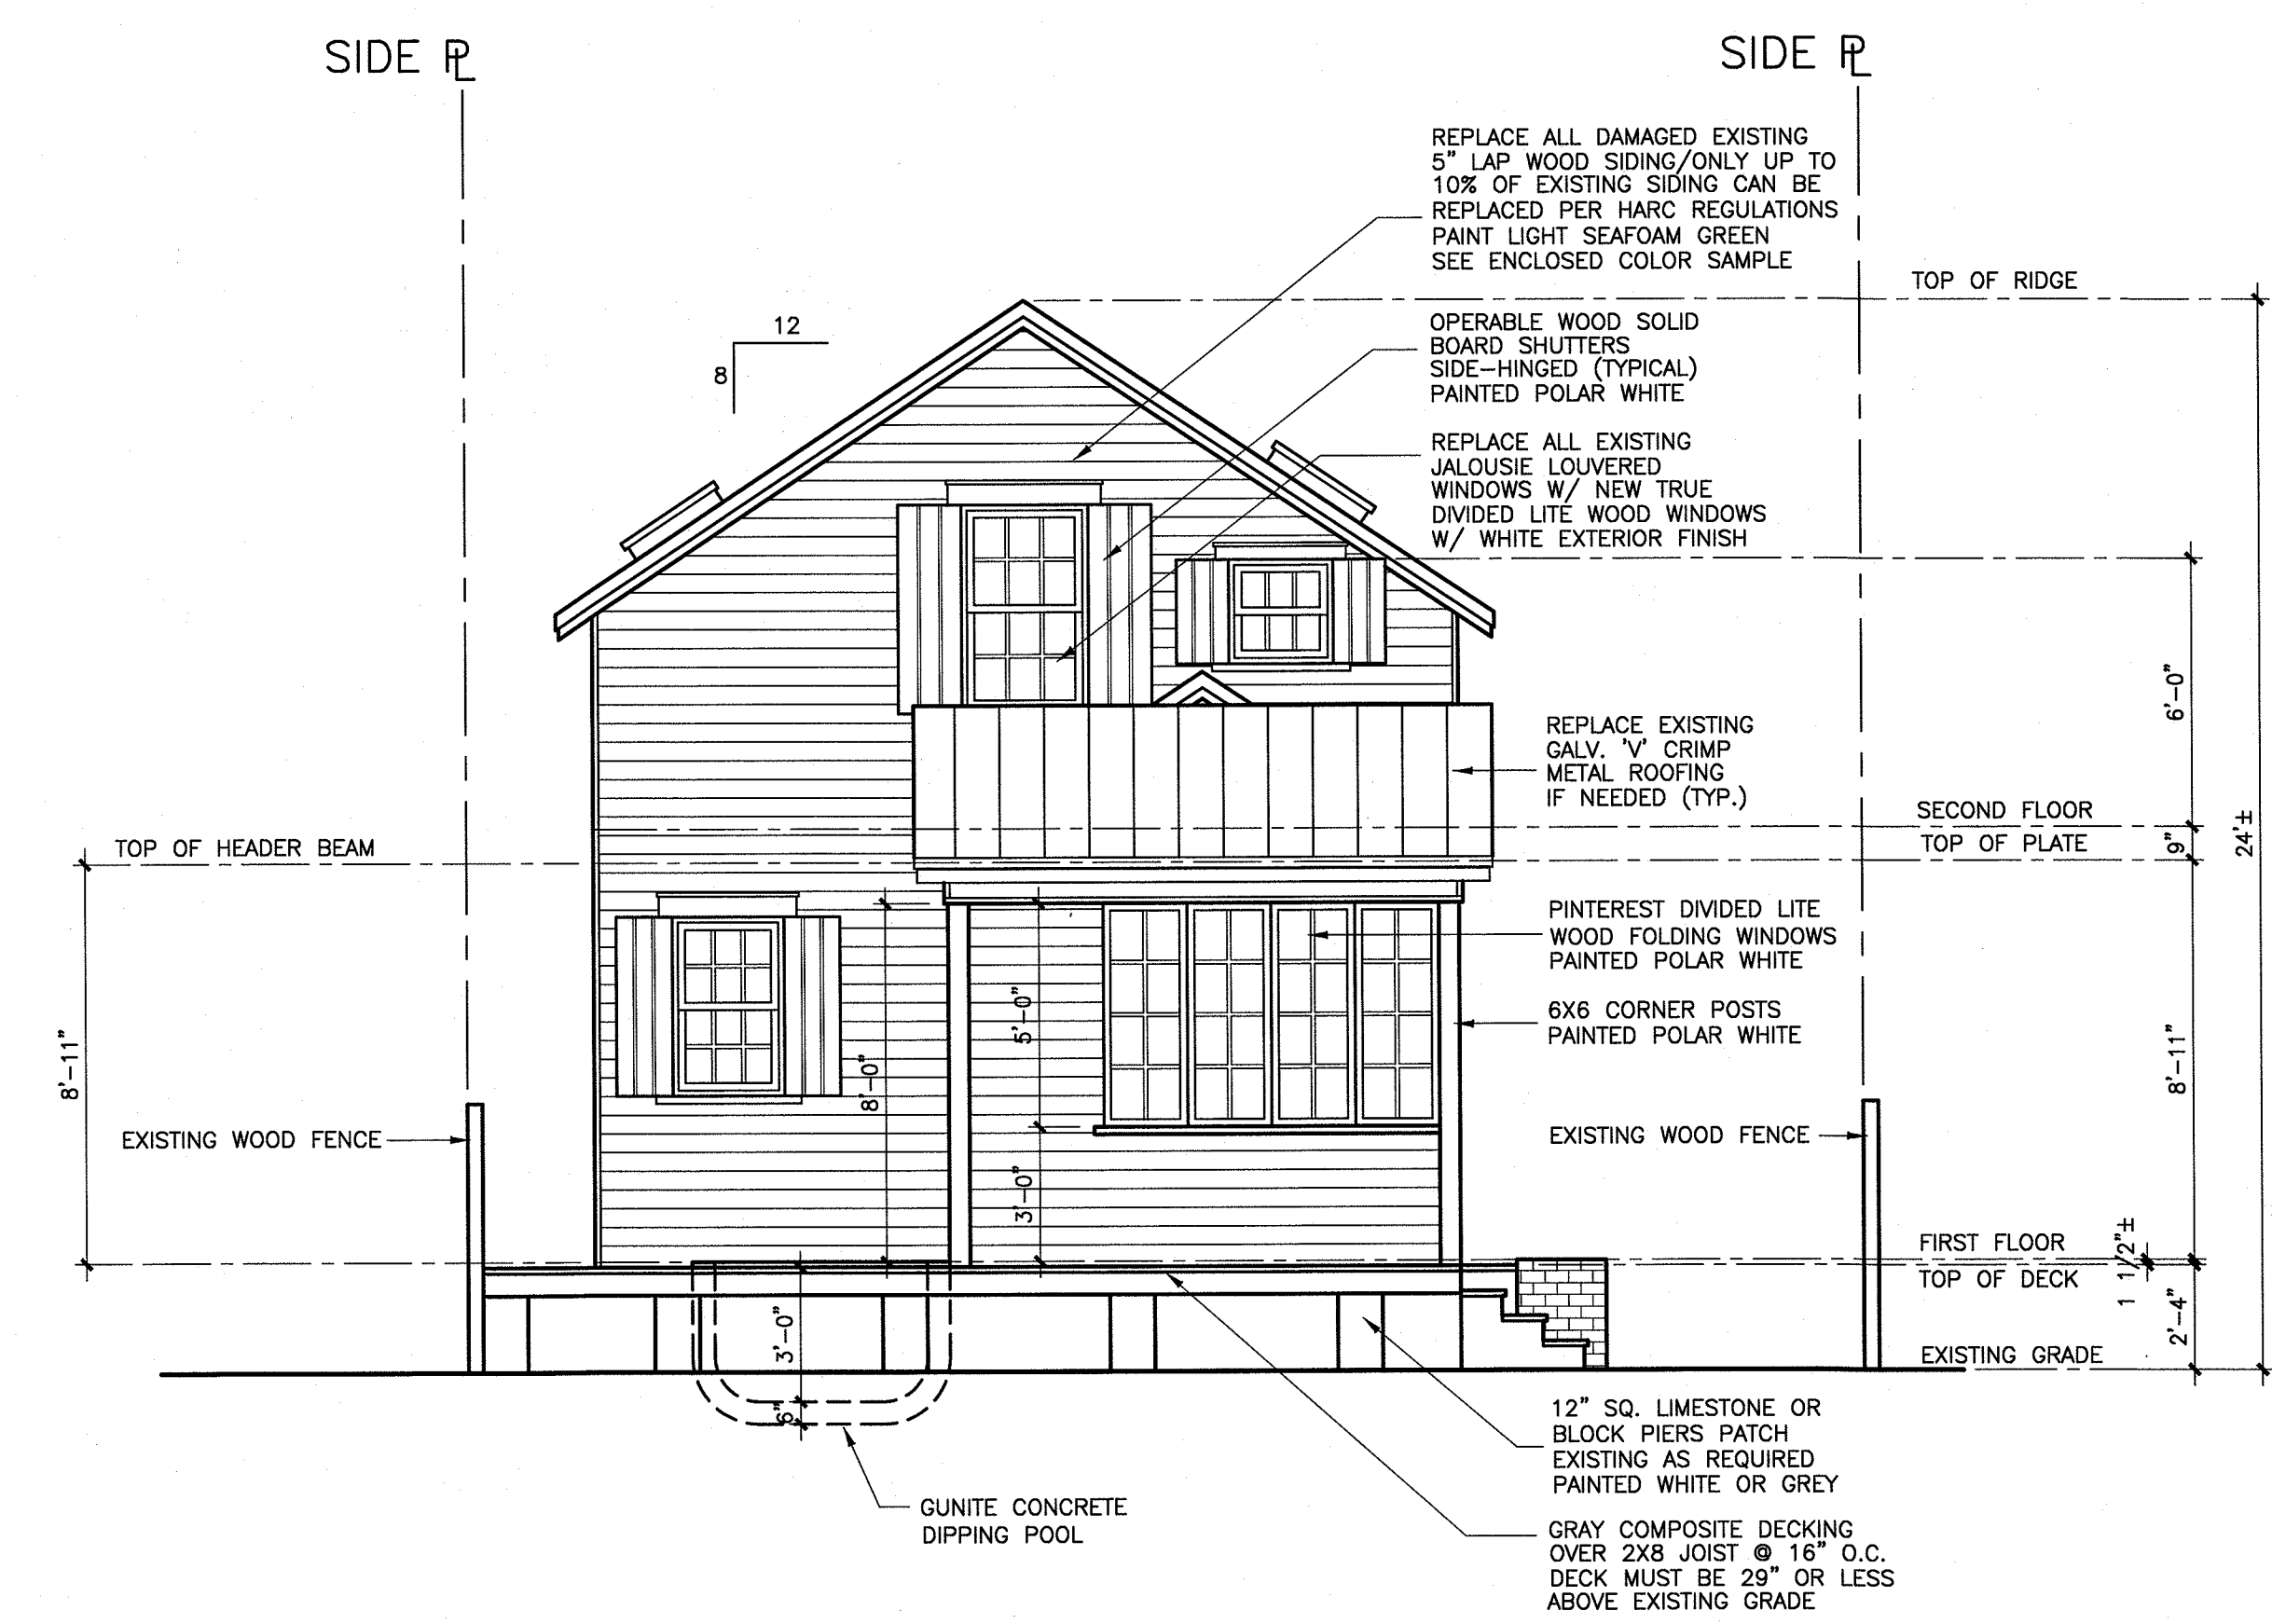 SIDE PL
SIDE PL
REPLACE ALL DAMAGED EXISTING
5" LAP WOOD SIDING/ONLY UP TO
10% OF EXISTING SIDING CAN BE
REPLACED PER HARC REGULATIONS
PAINT LIGHT SEAFOAM GREEN
SEE ENCLOSED COLOR SAMPLE
TOP OF RIDGE
12
8
OPERABLE WOOD SOLID
BOARD SHUTTERS
SIDE-HINGED (TYPICAL)
PAINTED POLAR WHITE
REPLACE ALL EXISTING
JALOUSIE LOUVERED
WINDOWS W/ NEW TRUE
DIVIDED LITE WOOD WINDOWS
W/ WHITE EXTERIOR FINISH
6'-0"
REPLACE EXISTING
GALV. 'V' CRIMP
METAL ROOFING
IF NEEDED (TYP.)
SECOND FLOOR
TOP OF PLATE
9"
24'±
TOP OF HEADER BEAM
PINTEREST DIVIDED LITE
WOOD FOLDING WINDOWS
PAINTED POLAR WHITE
6X6 CORNER POSTS
PAINTED POLAR WHITE
8'-11"
8'-0"
5'-0"
3'-0"
8'-11"
EXISTING WOOD FENCE
EXISTING WOOD FENCE
FIRST FLOOR
TOP OF DECK
1 1/2"±
2'-4"
EXISTING GRADE
3'-0"
6"
12" SQ. LIMESTONE OR
BLOCK PIERS PATCH
EXISTING AS REQUIRED
PAINTED WHITE OR GREY
GUNITE CONCRETE
DIPPING POOL
GRAY COMPOSITE DECKING
OVER 2X8 JOIST @ 16" O.C.
DECK MUST BE 29" OR LESS
ABOVE EXISTING GRADE